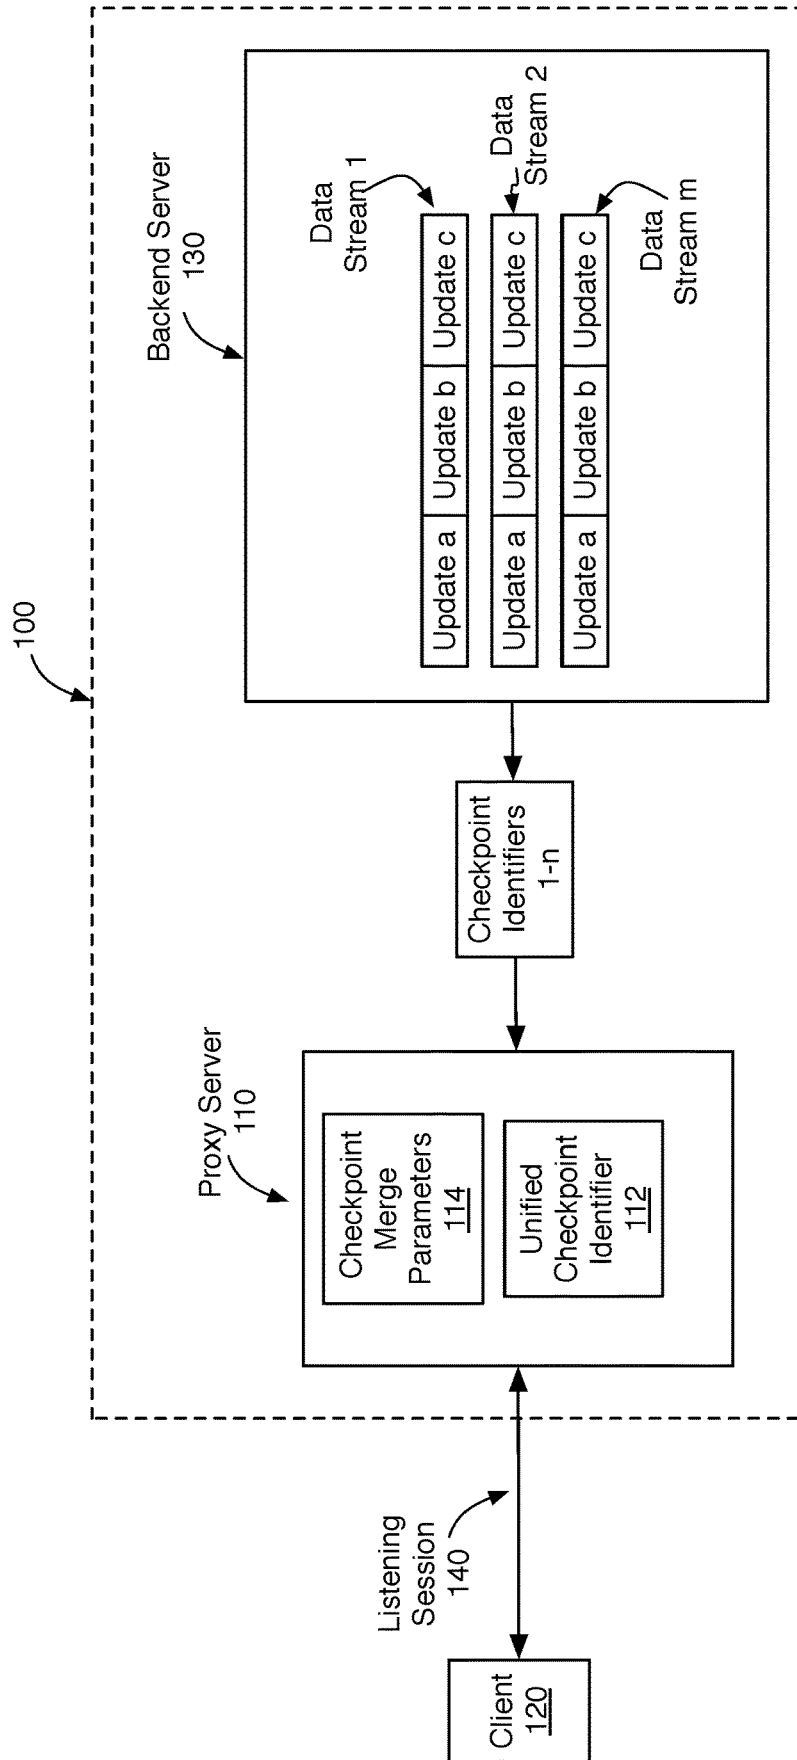 100
Backend Server
130
Data
Stream 1
Data
Stream 2
Update a
Update b
Update c
Update a
Update b
Update c
Update a
Update b
Update c
Data
Stream m
Checkpoint
Identifiers
1-n
Proxy Server
110
Checkpoint
Merge
Parameters
114
Unified
Checkpoint
Identifier
112
Listening
Session
140
Client
120